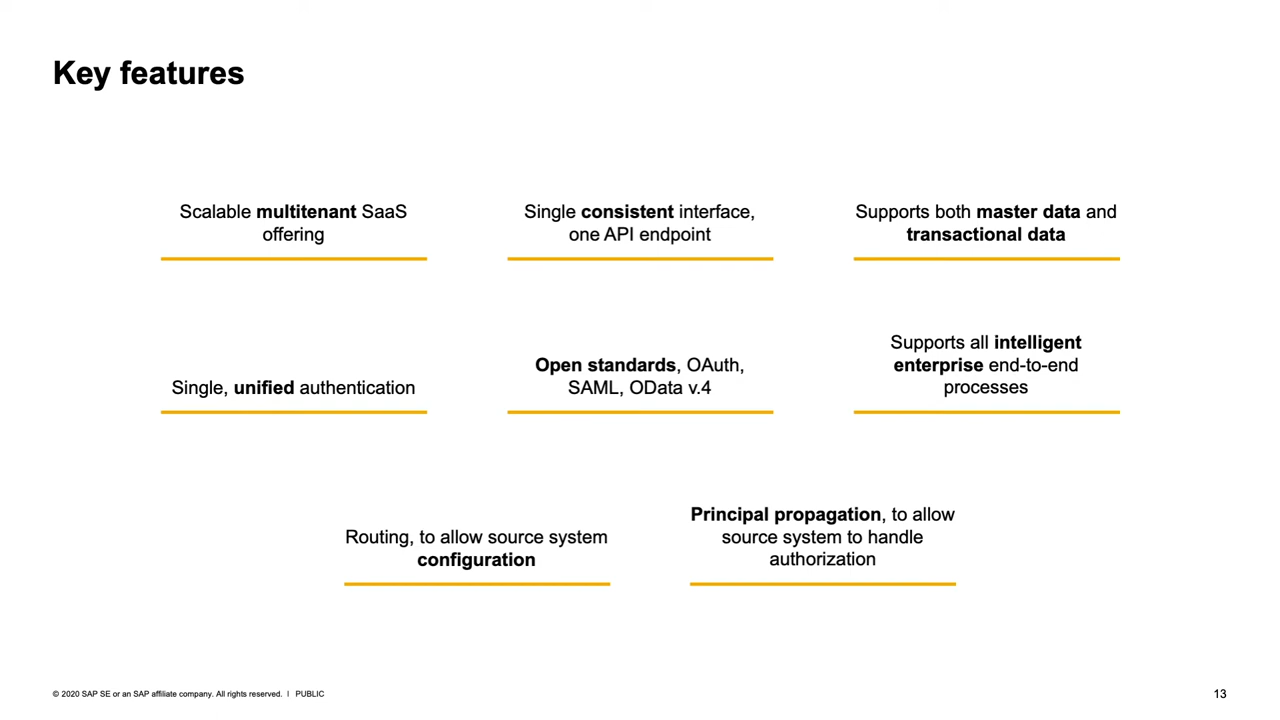 Key features
Scalable multitenant SaaS
offering
Single consistent interface,
one API endpoint
Supports both master data and
transactional data
Single, unified authentication
Open standards, OAuth,
SAML, OData v.4
Supports all intelligent
enterprise end-to-end
processes
Routing, to allow source system
configuration
Principal propagation, to allow
source system to handle
authorization
© 2020 SAP SE or an SAP affiliate company. All rights reserved. | PUBLIC
13